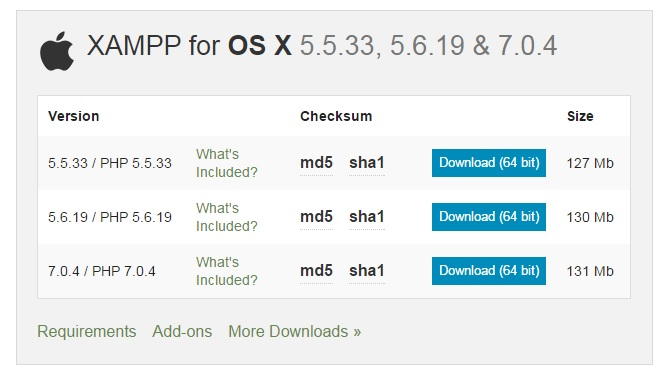 XAMPP for OS X 5.5.33, 5.6.19 & 7.0.4
Version Checksum Size
5.5.33 / PHP 5.5.33 What's Included? md5 sha1 Download (64 bit) 127 Mb
5.6.19 / PHP 5.6.19 What's Included? md5 sha1 Download (64 bit) 130 Mb
7.0.4 / PHP 7.0.4 What's Included? md5 sha1 Download (64 bit) 131 Mb
Requirements Add-ons More Downloads »